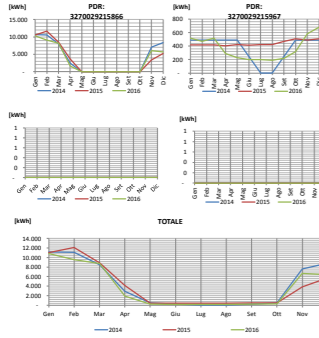 [kWh] PDR: 3270029215866
15.000
10.000
5.000
-
Gen Feb Mar Apr Mag Giu Lug Ago Set Ott Nov Dic
2014 2015 2016
[kWh] PDR: 3270029215967
800
600
400
200
-
Gen Feb Mar Apr Mag Giu Lug Ago Set Ott Nov Dic
2014 2015 2016
[kWh]
1
1
1
0
0
-
Gen Feb Mar Apr Mag Giu Lug Ago Set Ott Nov Dic
2014 2015 2016
[kWh]
1
1
1
0
0
-
Gen Feb Mar Apr Mag Giu Lug Ago Set Ott Nov
2014 2015 2016
[kWh] TOTALE
14.000
12.000
10.000
8.000
6.000
4.000
2.000
-
Gen Feb Mar Apr Mag Giu Lug Ago Set Ott Nov
2014 2015 2016